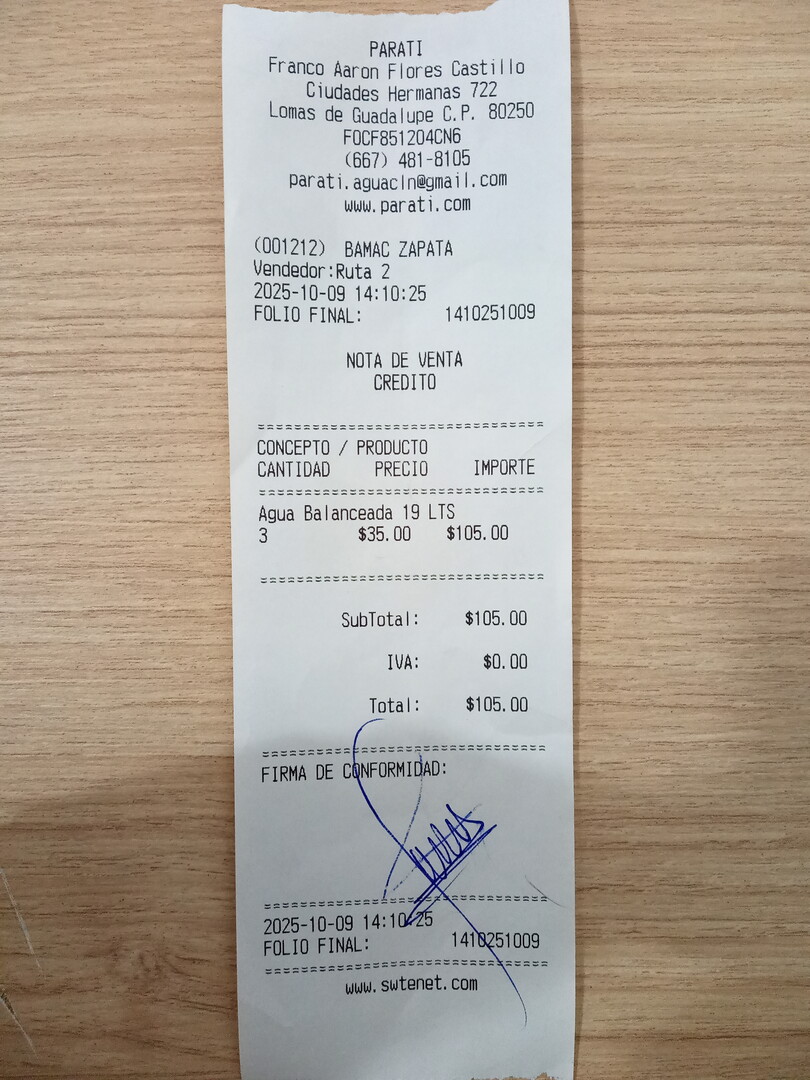 PARATI
Franco Aaron Flores Castillo
Ciudades Hermanas 722
Lomas de Guadalupe C.P. 80250
FOCF851204CN6
(667) 481-8105
parati.aguacln@gmail.com
www.parati.com
(001212) BAMAC ZAPATA
Vendedor:Ruta 2
2025-10-09 14:10:25
FOLIO FINAL: 1410251009
NOTA DE VENTA
CREDITO
CONCEPTO / PRODUCTO
CANTIDAD PRECIO IMPORTE
Agua Balanceada 19 LTS
3 $35.00 $105.00
SubTotal: $105.00
IVA: $0.00
Total: $105.00
FIRMA DE CONFORMIDAD:
2025-10-09 14:10:25
FOLIO FINAL: 1410251009
www.swtenet.com